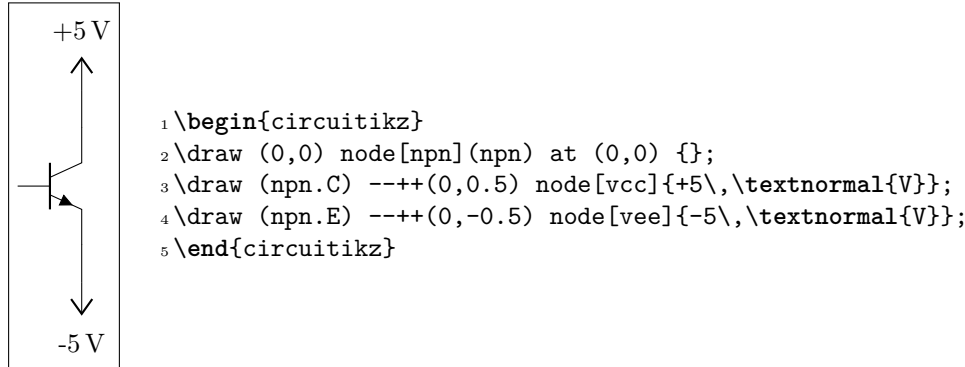 +5 V
-5 V
1 \begin{circuitikz}
2 \draw (0,0) node[npn](npn) at (0,0) {};
3 \draw (npn.C) --++(0,0.5) node[vcc]{+5\,\textnormal{V}};
4 \draw (npn.E) --++(0,-0.5) node[vee]{-5\,\textnormal{V}};
5 \end{circuitikz}